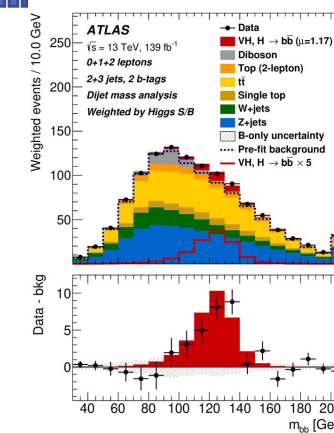 Weighted events / 10.0 GeV
250
200
150
100
50
ATLAS
√s = 13 TeV, 139 fb⁻¹
0+1+2 leptons
2+3 jets, 2 b-tags
Dijet mass analysis
Weighted by Higgs S/B
Data
VH, H → bb̄ (μ=1.17)
Diboson
Top (2-lepton)
tt̄
Single top
W+jets
Z+jets
B-only uncertainty
Pre-fit background
VH, H → bb̄ × 5
Data - bkg
10
5
0
40 60 80 100 120 140 160 180 20
m_bb [Ge